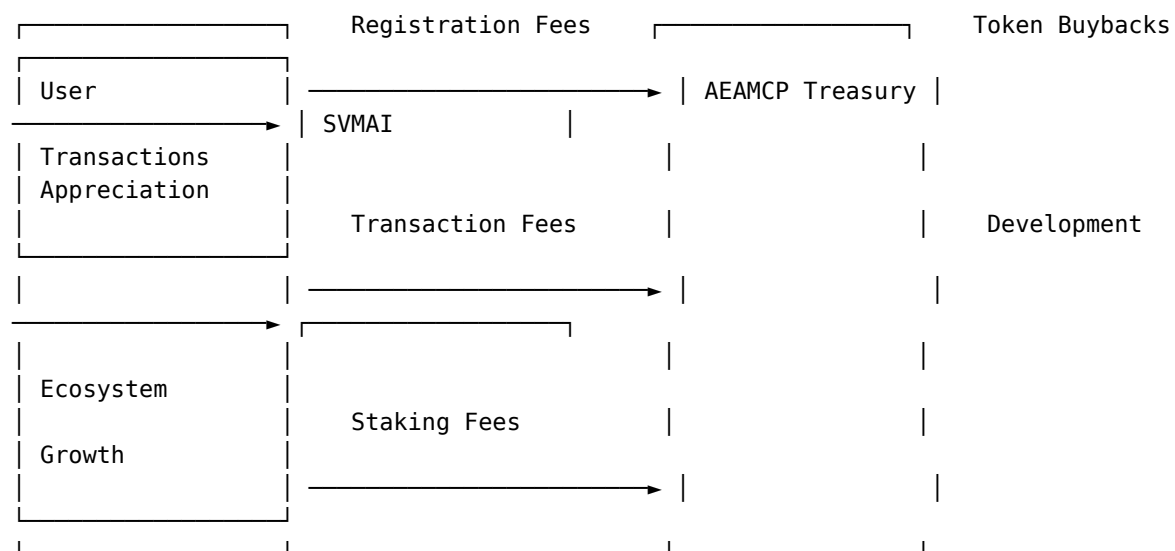 Registration Fees Token Buybacks
User AEAMCP Treasury
SVMAI
Transactions
Appreciation
Transaction Fees Development
Ecosystem
Staking Fees
Growth